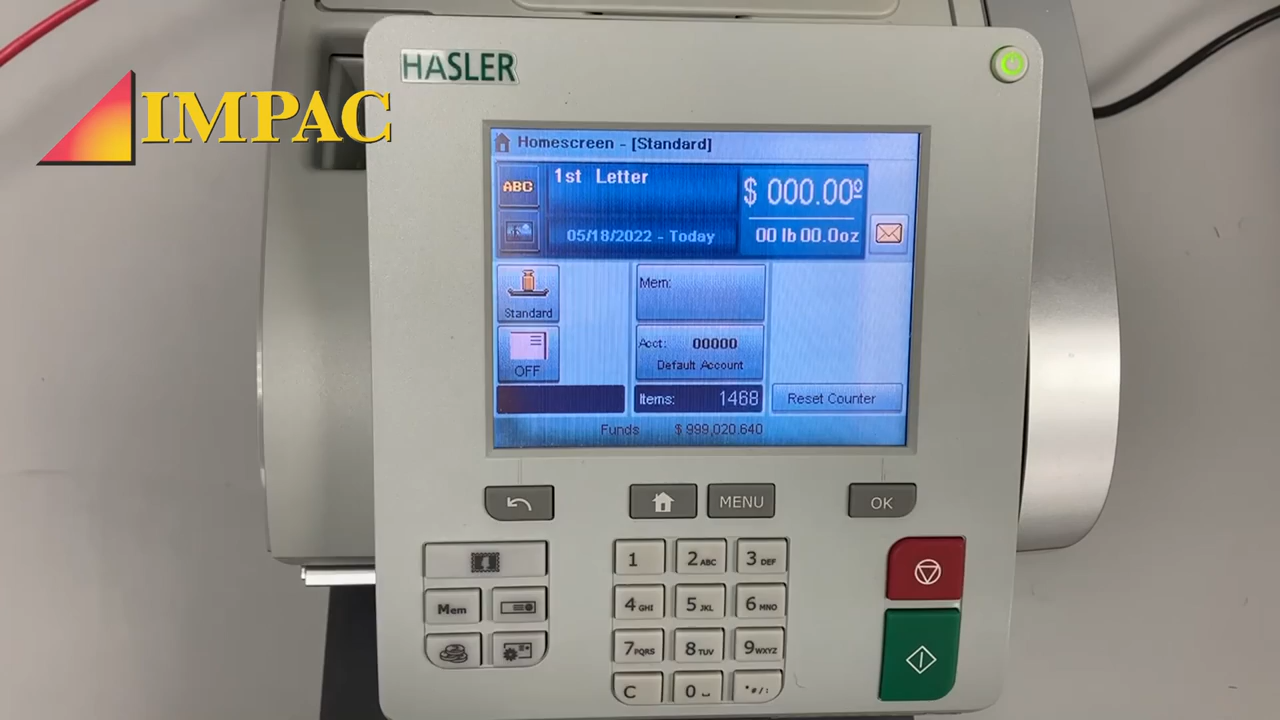 HASLER
IMPAC
Homescreen - [Standard]
ABC
1st Letter
$ 000.00º
05/18/2022 - Today
00 lb 00.0oz
Standard
Mem:
Acct: 00000
Default Account
OFF
Items: 1468
Reset Counter
Funds $ 999,020.640
MENU
OK
1
2 ABC
3 DEF
Mem
4 GHI
5 JKL
6 MNO
7 PQRS
8 TUV
9 WXYZ
C
0
*#/: